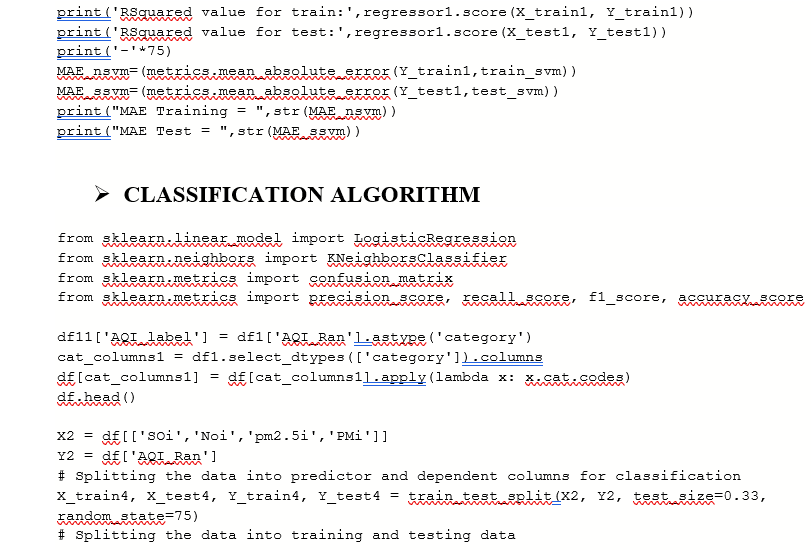 print('RSquared value for train:',regressor1.score(X_train1, Y_train1))
print('RSquared value for test:',regressor1.score(X_test1, Y_test1))
print('-'*75)
MAE_nsvm=(metrics.mean_absolute_error(Y_train1,train_svm))
MAE_ssvm=(metrics.mean_absolute_error(Y_test1,test_svm))
print("MAE Training = ",str(MAE_nsvm))
print("MAE Test = ",str(MAE_ssvm))
➢ CLASSIFICATION ALGORITHM
from sklearn.linear_model import LogisticRegression
from sklearn.neighbors import KNeighborsClassifier
from sklearn.metrics import confusion_matrix
from sklearn.metrics import precision_score, recall_score, f1_score, accuracy_score
df11['AQI_label'] = df1['AQI_Ran'].astype('category')
cat_columns1 = df1.select_dtypes(['category']).columns
df[cat_columns1] = df[cat_columns1].apply(lambda x: x.cat.codes)
df.head()
X2 = df[['SOi','Noi','pm2.5i','PMi']]
Y2 = df['AQI_Ran']
# Splitting the data into predictor and dependent columns for classification
X_train4, X_test4, Y_train4, Y_test4 = train_test_split(X2, Y2, test_size=0.33,
random_state=75)
# Splitting the data into training and testing data